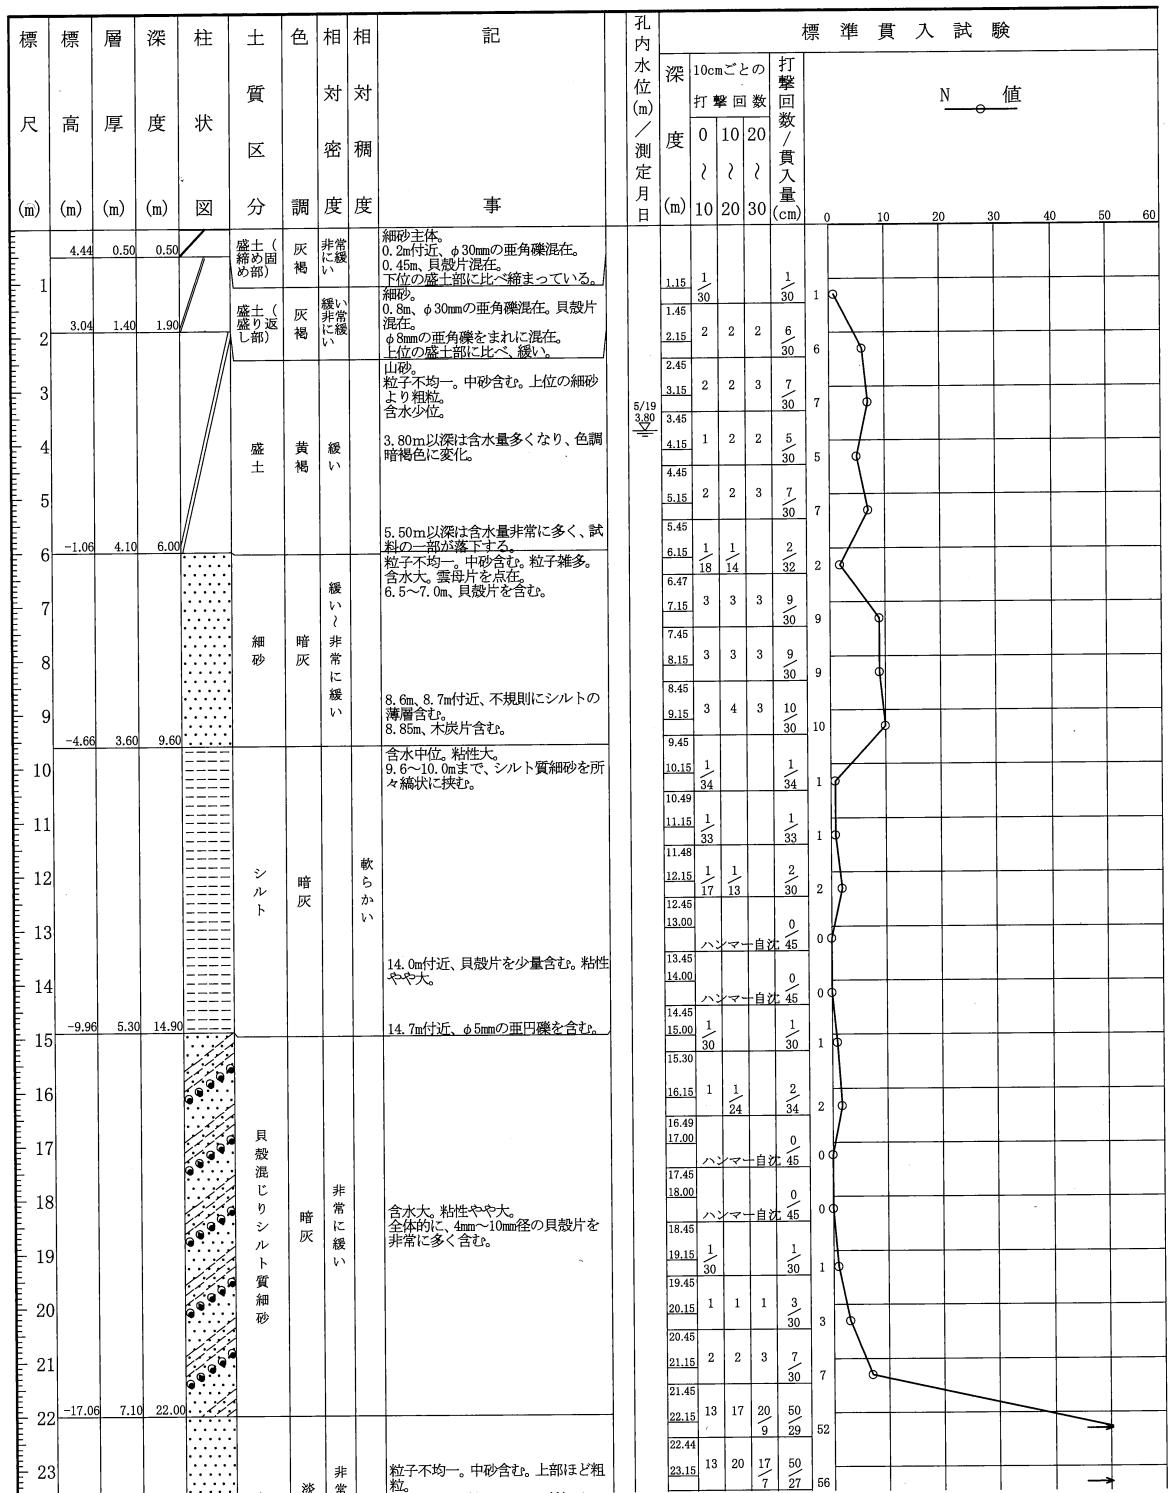 標尺(m) 標高(m) 層厚(m) 深度(m) 柱状図 土質区分 色調 相対密度 相対稠度 記事 孔内水位(m)／測定月日 標準貫入試験
深度(m) 10cmごとの打撃回数 0～10 10～20 20～30 打撃回数/貫入量(cm) N 値
0 10 20 30 40 50 60
4.44 0.50 0.50 盛土(締め固め部) 灰褐 非常に緩い
細砂主体。
0.2m付近、φ30mmの亜角礫混在。
0.45m、貝殻片混在。
下位の盛土部に比べ締まっている。
3.04 1.40 1.90 盛土(盛り返し部) 灰褐 緩い非常に緩い
細砂。
0.8m、φ30mmの亜角礫混在。貝殻片
混在。
φ8mmの亜角礫をまれに混在。
上位の盛土部に比べ、緩い。
-1.06 4.10 6.00 盛土 黄褐 緩い
山砂。
粒子不均一。中砂含む。上位の細砂
より粗粒。
含水少位。
3.80m以深は含水量多くなり、色調
暗褐色に変化。
5.50m以深は含水量非常に多く、試
料の一部が落下する。
-4.66 3.60 9.60 細砂 暗灰 緩い～非常に緩い
粒子不均一。中砂含む。粒子雑多。
含水大。雲母片を点在。
6.5～7.0m、貝殻片を含む。
8.6m、8.7m付近、不規則にシルトの
薄層含む。
8.85m、木炭片含む。
-9.96 5.30 14.90 シルト 暗灰 軟らかい
含水中位。粘性大。
9.6～10.0mまで、シルト質細砂を所
々縞状に挟む。
14.0m付近、貝殻片を少量含む。粘性
やや大。
14.7m付近、φ5mmの亜円礫を含む。
-17.06 7.10 22.00 貝殻混じりシルト質細砂 暗灰 非常に緩い
含水大。粘性やや大。
全体的に、4mm～10mm径の貝殻片を
非常に多く含む。
淡 非常
粒子不均一。中砂含む。上部ほど粗
粒。
1
2
3
4
5
6
7
8
9
10
11
12
13
14
15
16
17
18
19
20
21
22
23
5/19
3.80
1.15 1/30 1/30 1
1.45
2.15 2 2 2 6/30 6
2.45
3.15 2 2 3 7/30 7
3.45
4.15 1 2 2 5/30 5
4.45
5.15 2 2 3 7/30 7
5.45
6.15 1/18 1/14 2/32 2
6.47
7.15 3 3 3 9/30 9
7.45
8.15 3 3 3 9/30 9
8.45
9.15 3 4 3 10/30 10
9.45
10.15 1/34 1/34 1
10.49
11.15 1/33 1/33 1
11.48
12.15 1/17 1/13 2/30 2
12.45
13.00 ハンマー自沈 0/45 0
13.45
14.00 ハンマー自沈 0/45 0
14.45
15.00 1/30 1/30 1
15.30
16.15 1 1/24 2/34 2
16.49
17.00 ハンマー自沈 0/45 0
17.45
18.00 ハンマー自沈 0/45 0
18.45
19.15 1/30 1/30 1
19.45
20.15 1 1 1 3/30 3
20.45
21.15 2 2 3 7/30 7
21.45
22.15 13 17 20/9 50/29 52
22.44
23.15 13 20 17/7 50/27 56